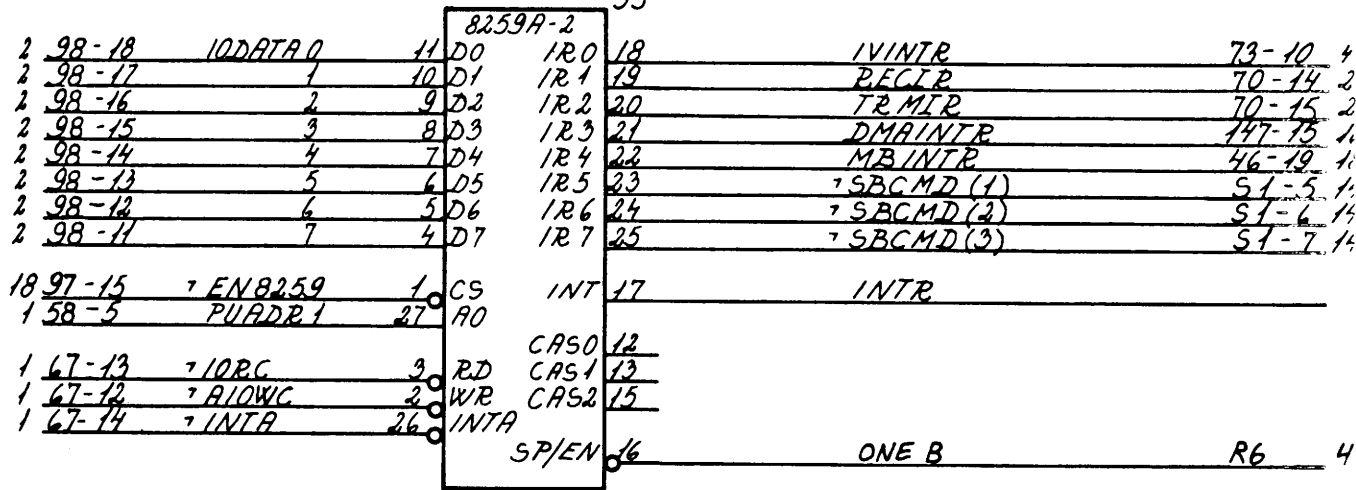 8259A-2
2 98-18 IODATA 0 11 D0 IR0 18 IVINTR 73-10 4
2 98-17 1 10 D1 IR1 19 RECIR 70-14 2
2 98-16 2 9 D2 IR2 20 TRMIR 70-15 2
2 98-15 3 8 D3 IR3 21 DMAINTR 147-15
2 98-14 4 7 D4 IR4 22 MBINTR 46-19
2 98-13 5 6 D5 IR5 23 ¬SBCMD(1) S1-5
2 98-12 6 5 D6 IR6 24 ¬SBCMD(2) S1-6 14
2 98-11 7 4 D7 IR7 25 ¬SBCMD(3) S1-7 14
18 97-15 ¬EN8259 1 CS INT 17 INTR
1 58-5 PUADR1 27 A0
CAS0 12
1 67-13 ¬IORC 3 RD CAS1 13
1 67-12 ¬AIOWC 2 WR CAS2 15
1 67-14 ¬INTA 26 INTA
SP/EN 16 ONE B R6 4